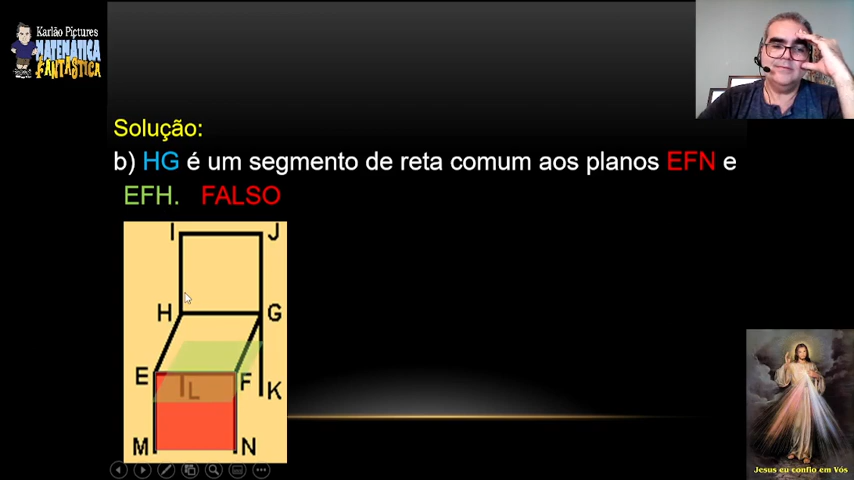 Karlão Pictures
MATEMÁTICA
FANTÁSTICA
Solução:
b) HG é um segmento de reta comum aos planos EFN e
EFH. FALSO
I J
H G
E F
L K
M N
Jesus eu confio em Vós